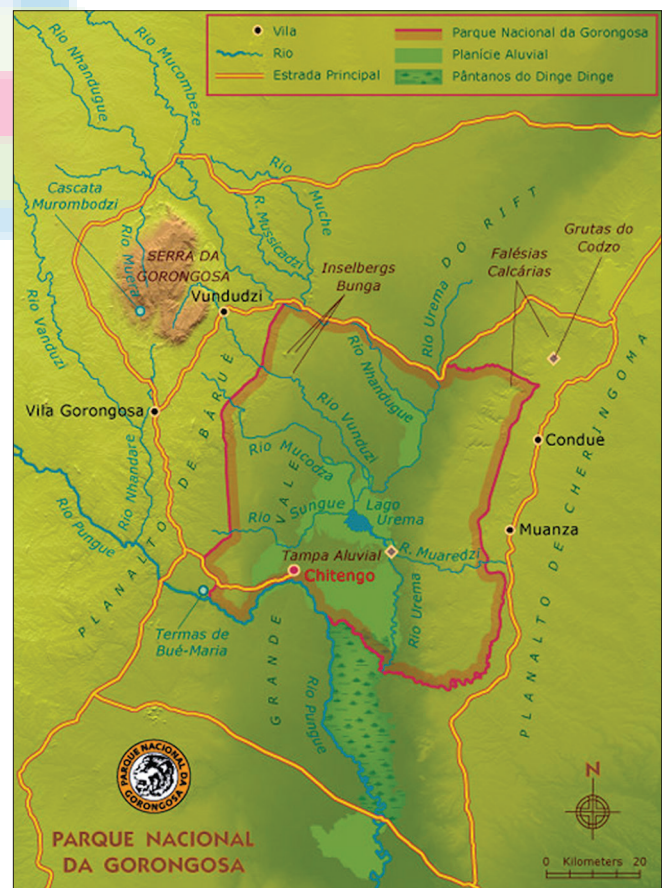 Vila
Rio
Estrada Principal
Parque Nacional da Gorongosa
Planície Aluvial
Pântanos do Dinge Dinge
Rio Mucombeze
Rio Nhandugue
Cascata
Murombodzi
Rio Muche
R. Mussicadzi
Rio Muera
SERRA DA
GORONGOSA
Vundudzi
Inselbergs
Bunga
Rio Urema
Falésias
Calcárias
Grutas do
Codzo
Rio Vanduzi
Rio Nhandugue
Vila Gorongosa
Rio Vunduzi
Rio Mucodza
Condue
Rio Nhandare
Rio Pungue
Rio Sungue
Lago
Urema
Muanza
Tampa Aluvial
R. Muaredzi
Chitengo
Rio Urema
Termas de
Bué-Maria
Rio Pungue
PLANALTO DE BÁRUÈ
GRANDE VALE DO RIFT
PLANALTO DE CHERINGOMA
PARQUE NACIONAL DA
GORONGOSA
PARQUE NACIONAL
DA GORONGOSA
N
0 Kilometers 20